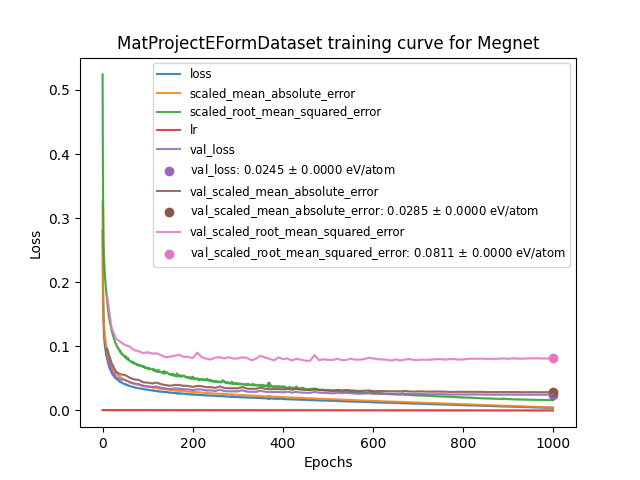 MatProjectEFormDataset training curve for Megnet
loss
scaled_mean_absolute_error
scaled_root_mean_squared_error
lr
val_loss
val_loss: 0.0245 ± 0.0000 eV/atom
val_scaled_mean_absolute_error
val_scaled_mean_absolute_error: 0.0285 ± 0.0000 eV/atom
val_scaled_root_mean_squared_error
val_scaled_root_mean_squared_error: 0.0811 ± 0.0000 eV/atom
0.5
0.4
0.3
0.2
0.1
0.0
Loss
0 200 400 600 800 1000
Epochs